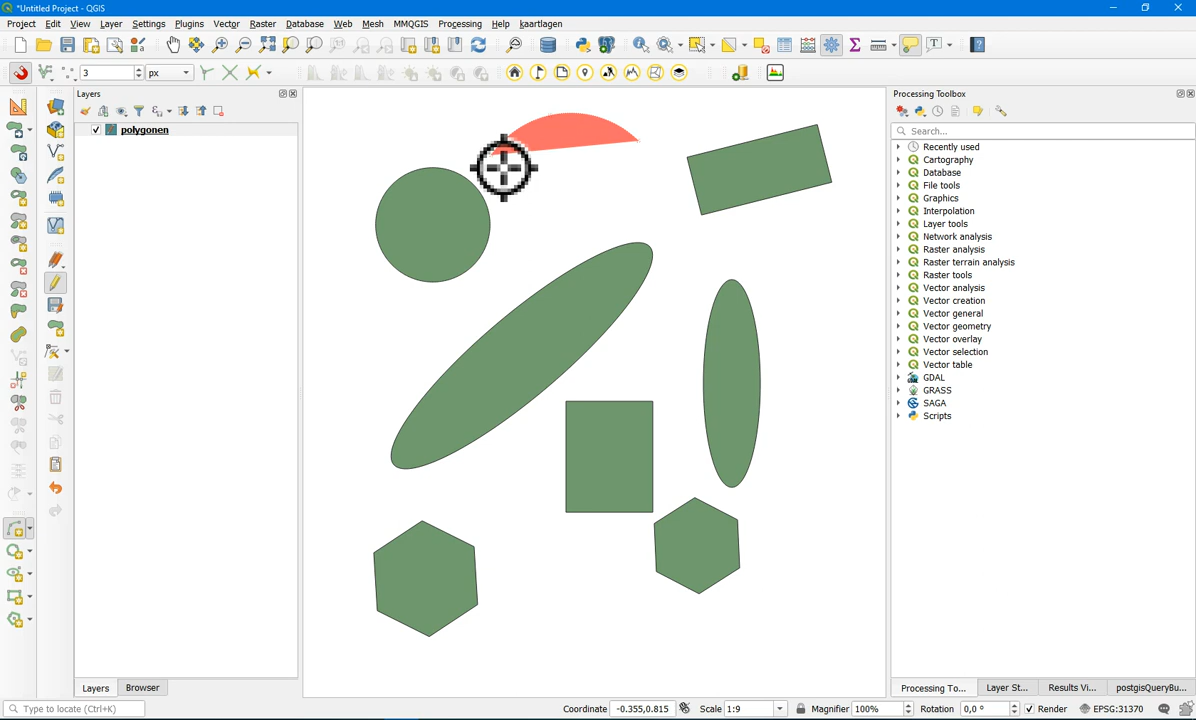 *Untitled Project - QGIS
Project Edit View Layer Settings Plugins Vector Raster Database Web Mesh MMQGIS Processing Help kaartlagen
3 px
Layers
polygonen
Layers Browser
Processing Toolbox
Search...
Recently used
Cartography
Database
File tools
Graphics
Interpolation
Layer tools
Network analysis
Raster analysis
Raster terrain analysis
Raster tools
Vector analysis
Vector creation
Vector general
Vector geometry
Vector overlay
Vector selection
Vector table
GDAL
GRASS
SAGA
Scripts
Processing To... Layer St... Results Vi... postgisQueryBu...
Type to locate (Ctrl+K) Coordinate -0.355,0.815 Scale 1:9 Magnifier 100% Rotation 0,0 ° Render EPSG:31370